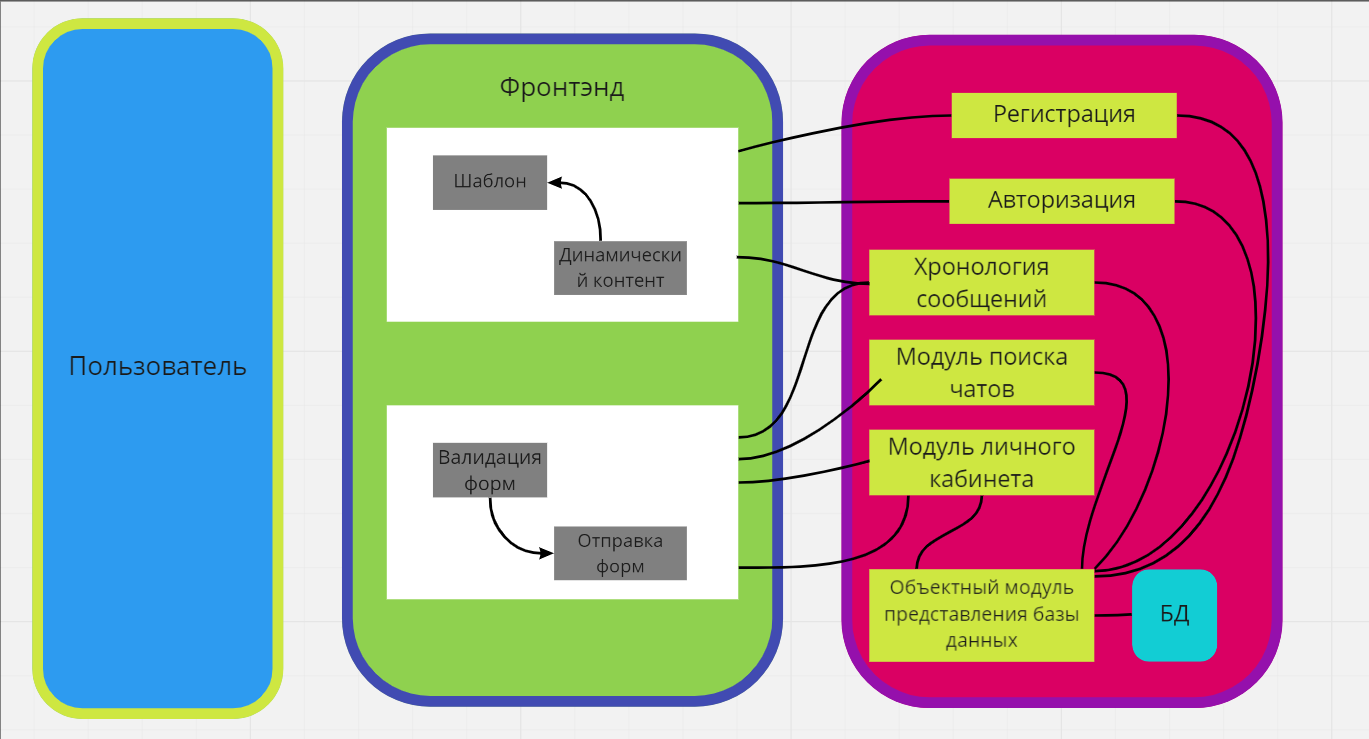 Пользователь
Фронтэнд
Шаблон
Динамически
й контент
Валидация
форм
Отправка
форм
Регистрация
Авторизация
Хронология
сообщений
Модуль поиска
чатов
Модуль личного
кабинета
Объектный модуль
представления базы
данных
БД